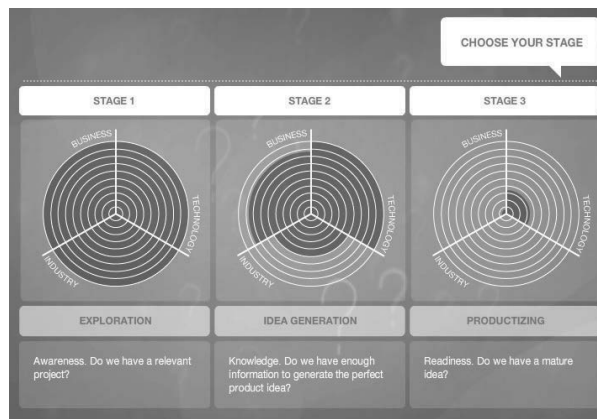 CHOOSE YOUR STAGE
STAGE 1
STAGE 2
STAGE 3
BUSINESS
TECHNOLOGY
INDUSTRY
BUSINESS
TECHNOLOGY
INDUSTRY
BUSINESS
TECHNOLOGY
INDUSTRY
EXPLORATION
IDEA GENERATION
PRODUCTIZING
Awareness. Do we have a relevant
project?
Knowledge. Do we have enough
information to generate the perfect
product idea?
Readiness. Do we have a mature
idea?